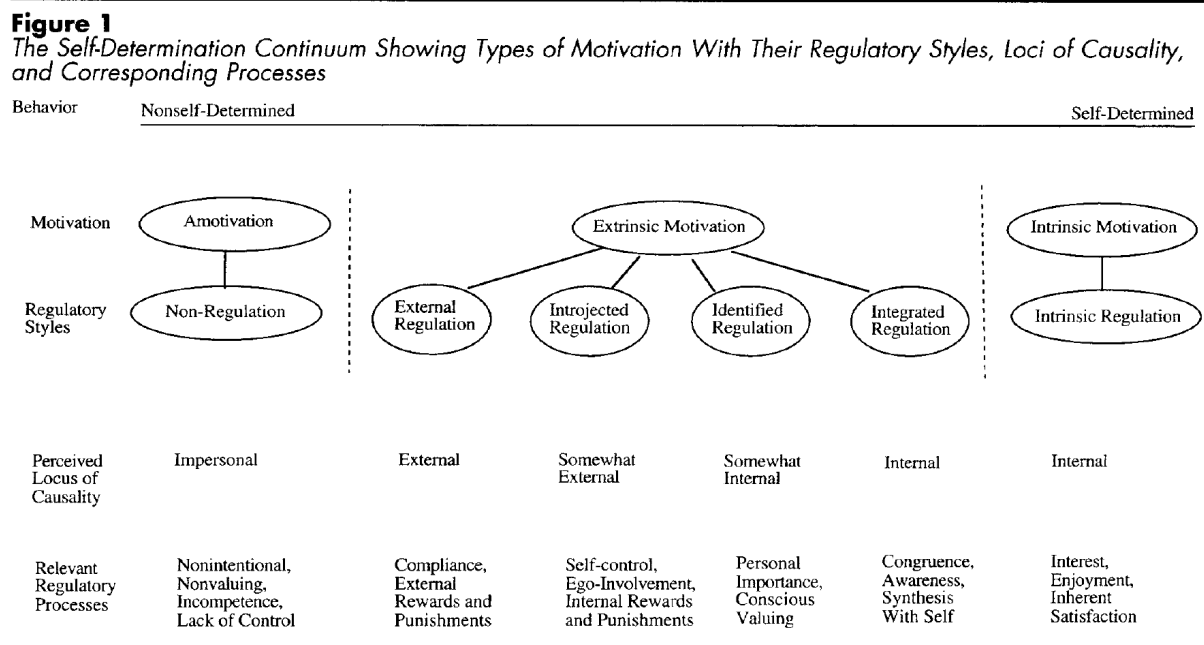 Figure 1
The Self-Determination Continuum Showing Types of Motivation With Their Regulatory Styles, Loci of Causality,
and Corresponding Processes
Behavior Nonself-Determined Self-Determined
Motivation Amotivation Extrinsic Motivation Intrinsic Motivation
Regulatory
Styles
Non-Regulation
External
Regulation
Introjected
Regulation
Identified
Regulation
Integrated
Regulation
Intrinsic Regulation
Perceived
Locus of
Causality
Impersonal
External
Somewhat
External
Somewhat
Internal
Internal
Internal
Relevant
Regulatory
Processes
Nonintentional,
Nonvaluing,
Incompetence,
Lack of Control
Compliance,
External
Rewards and
Punishments
Self-control,
Ego-Involvement,
Internal Rewards
and Punishments
Personal
Importance,
Conscious
Valuing
Congruence,
Awareness,
Synthesis
With Self
Interest,
Enjoyment,
Inherent
Satisfaction